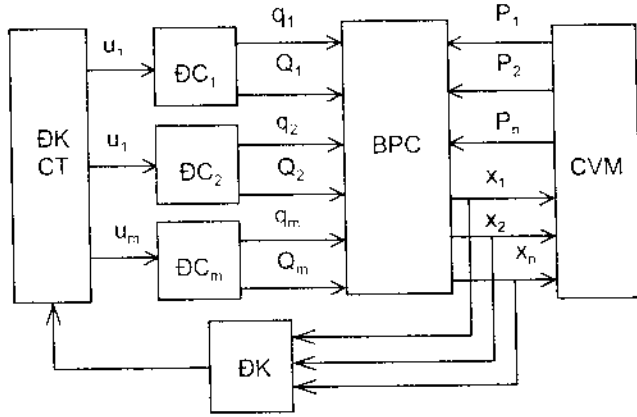 ĐK
CT
u₁
u₁
uₘ
ĐC₁
ĐC₂
ĐCₘ
q₁
Q₁
q₂
Q₂
qₘ
Qₘ
BPC
P₁
P₂
Pₙ
x₁
x₂
xₙ
CVM
ĐK